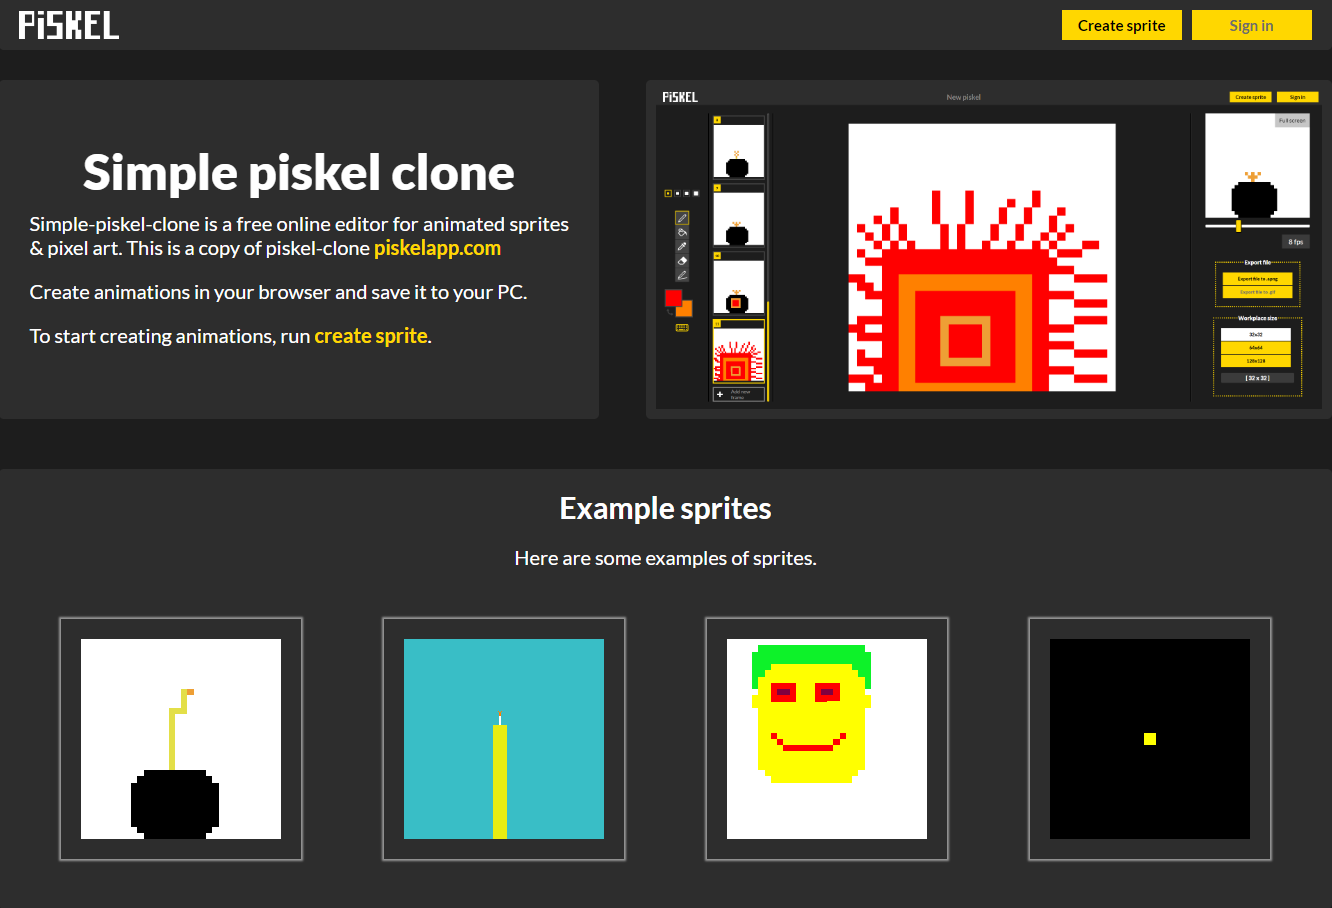 PiSKEL
Create sprite
Sign in
Simple piskel clone
Simple-piskel-clone is a free online editor for animated sprites
& pixel art. This is a copy of piskel-clone piskelapp.com
Create animations in your browser and save it to your PC.
To start creating animations, run create sprite.
PiSKEL
New piskel
Create sprite
Sign in
Full screen
8 fps
Export file
Export file to .apng
Export file to .gif
Workplace size
32x32
64x64
128x128
[ 32 x 32 ]
Add new
frame
Example sprites
Here are some examples of sprites.